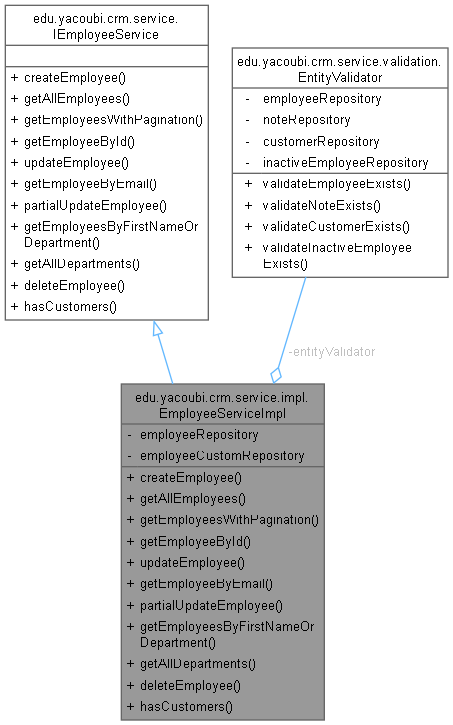 edu.yacoubi.crm.service.
IEmployeeService
+ createEmployee()
+ getAllEmployees()
+ getEmployeesWithPagination()
+ getEmployeeById()
+ updateEmployee()
+ getEmployeeByEmail()
+ partialUpdateEmployee()
+ getEmployeesByFirstNameOr
Department()
+ getAllDepartments()
+ deleteEmployee()
+ hasCustomers()
edu.yacoubi.crm.service.validation.
EntityValidator
- employeeRepository
- noteRepository
- customerRepository
- inactiveEmployeeRepository
+ validateEmployeeExists()
+ validateNoteExists()
+ validateCustomerExists()
+ validateInactiveEmployee
Exists()
-entityValidator
edu.yacoubi.crm.service.impl.
EmployeeServiceImpl
- employeeRepository
- employeeCustomRepository
+ createEmployee()
+ getAllEmployees()
+ getEmployeesWithPagination()
+ getEmployeeById()
+ updateEmployee()
+ getEmployeeByEmail()
+ partialUpdateEmployee()
+ getEmployeesByFirstNameOr
Department()
+ getAllDepartments()
+ deleteEmployee()
+ hasCustomers()